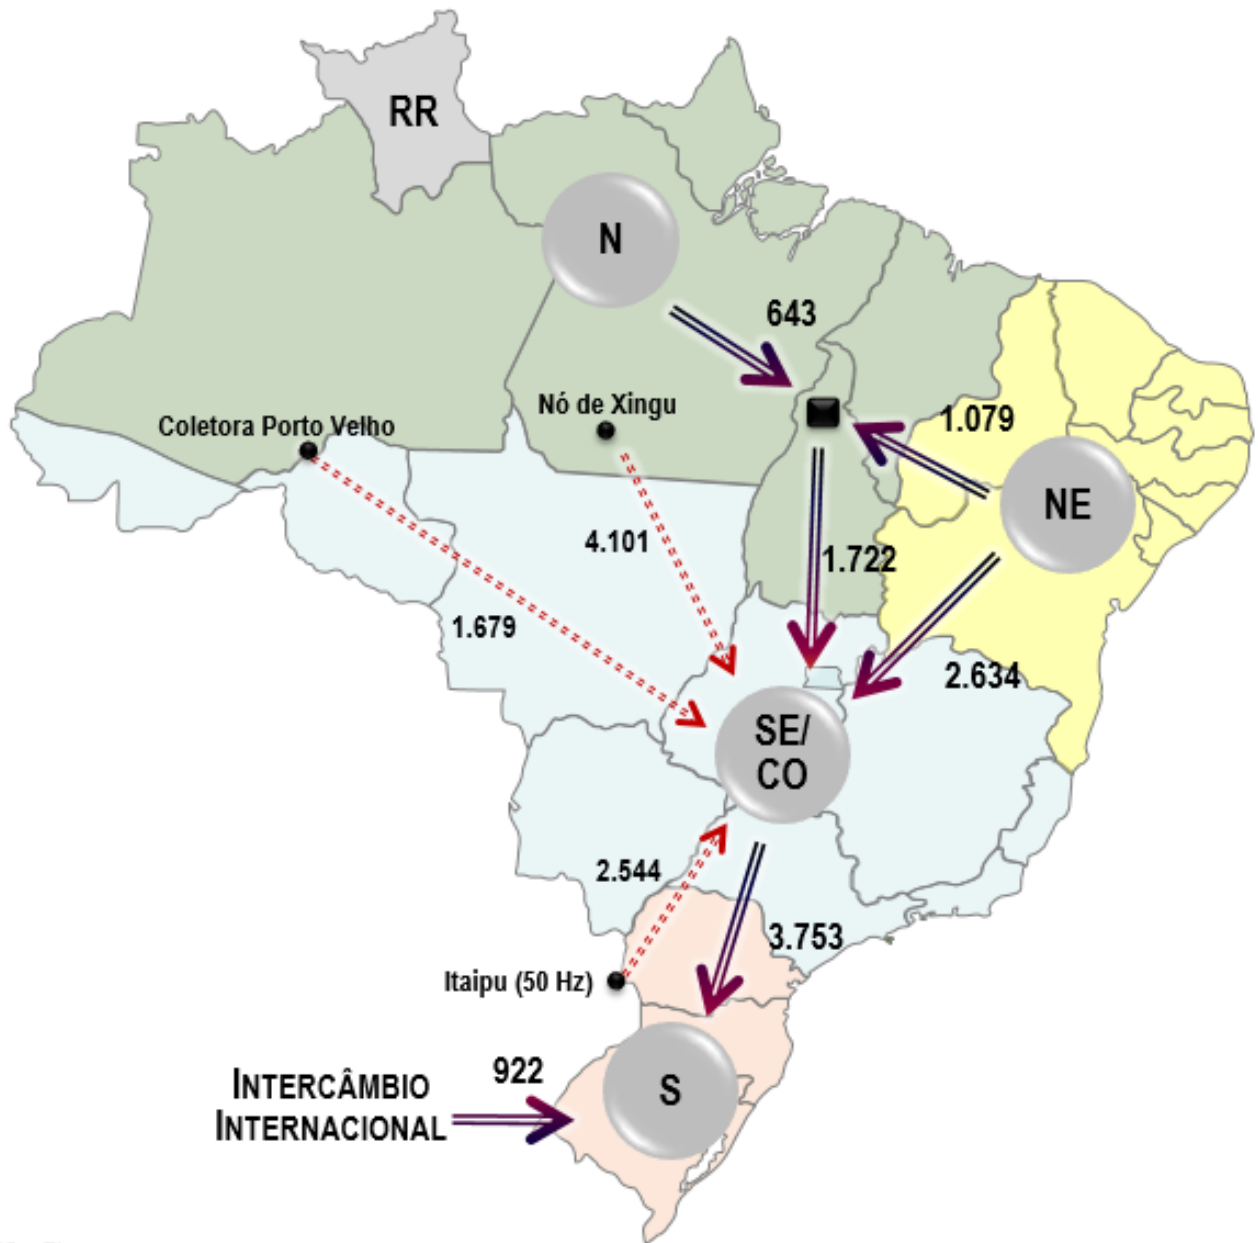 RR
N
643
Nó de Xingu
Coletora Porto Velho
1.079
NE
4.101
1.722
1.679
2.634
SE/
CO
2.544
3.753
Itaipu (50 Hz)
922
INTERCÂMBIO
INTERNACIONAL
S